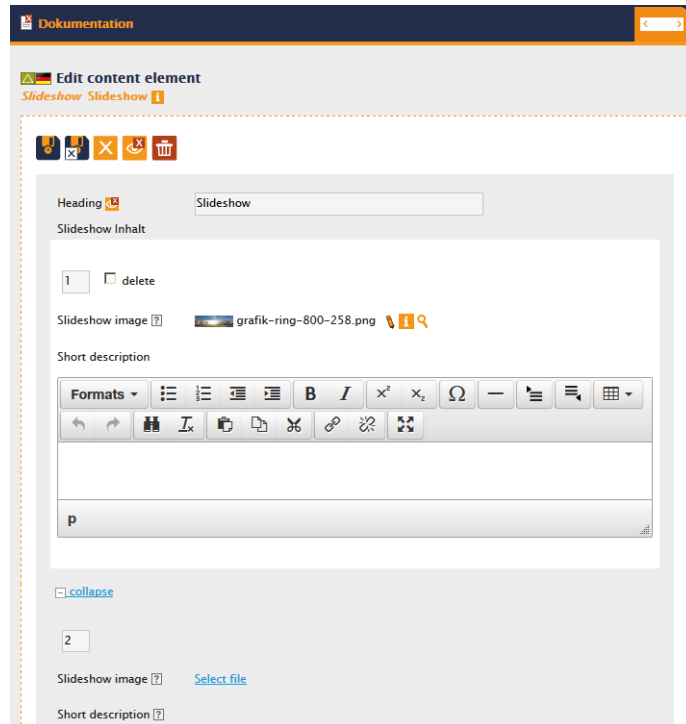 Dokumentation
Edit content element
Slideshow Slideshow
Heading Slideshow
Slideshow Inhalt
1 delete
Slideshow image ? grafik-ring-800-258.png
Short description
Formats
p
collapse
2
Slideshow image ? Select file
Short description ?